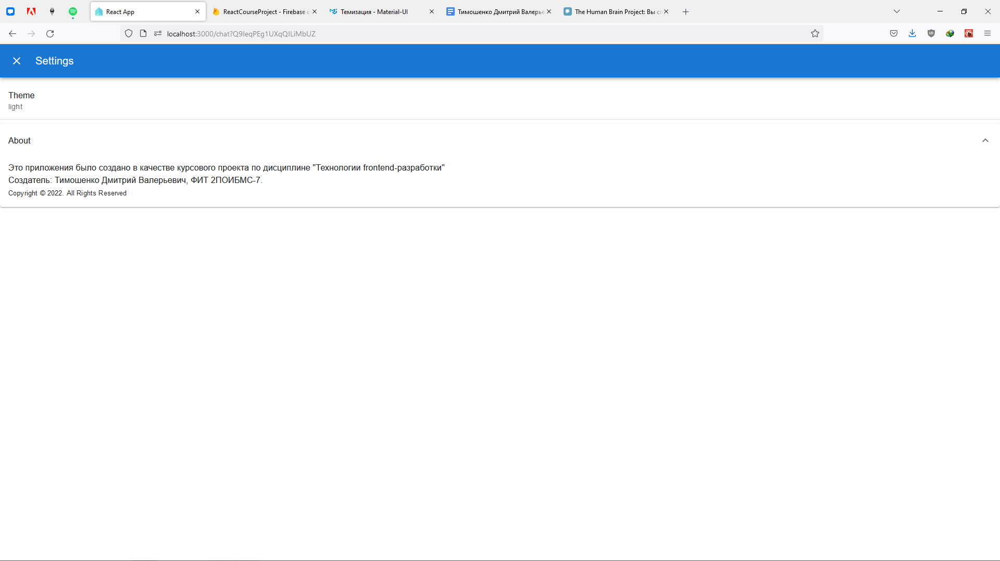 React App
ReactCourseProject - Firebase c
Темизация - Material-UI
Тимошенко Дмитрий Валерье
The Human Brain Project: Вы сп
localhost:3000/chat?Q9IeqPEg1UXqQILiMbUZ
Settings
Theme
light
About
Это приложения было создано в качестве курсового проекта по дисциплине "Технологии frontend-разработки"
Создатель: Тимошенко Дмитрий Валерьевич, ФИТ 2ПОИБМС-7.
Copyright © 2022. All Rights Reserved